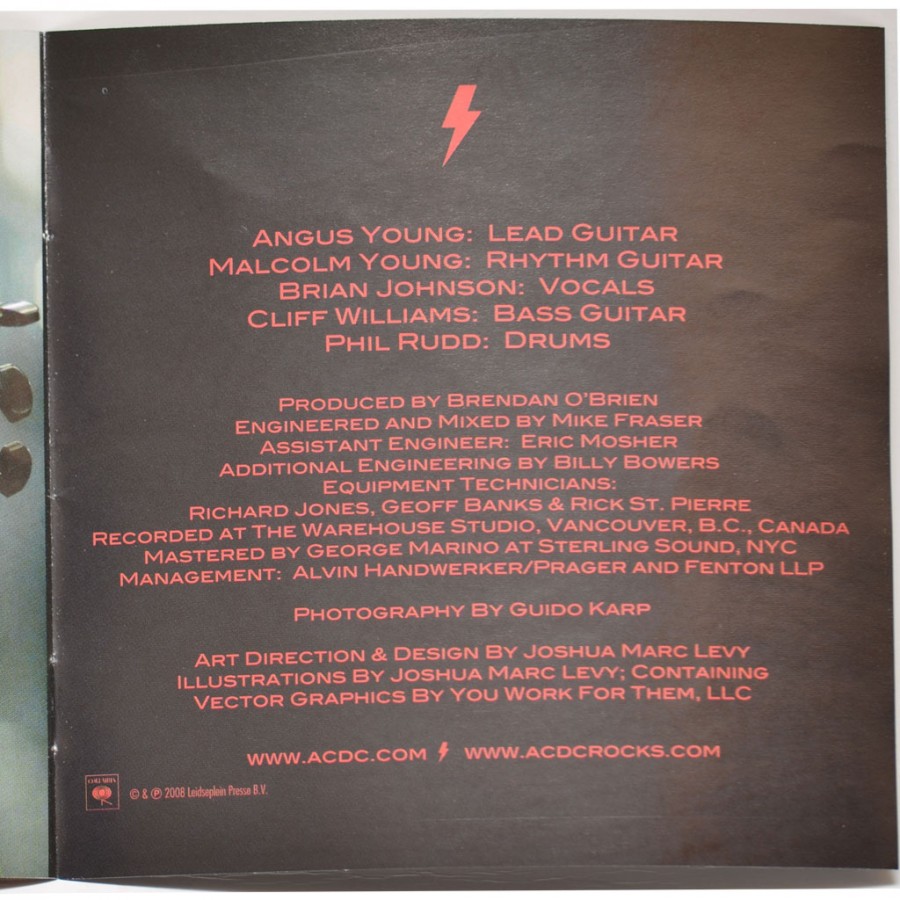 ANGUS YOUNG: LEAD GUITAR
MALCOLM YOUNG: RHYTHM GUITAR
BRIAN JOHNSON: VOCALS
CLIFF WILLIAMS: BASS GUITAR
PHIL RUDD: DRUMS
PRODUCED BY BRENDAN O'BRIEN
ENGINEERED AND MIXED BY MIKE FRASER
ASSISTANT ENGINEER: ERIC MOSHER
ADDITIONAL ENGINEERING BY BILLY BOWERS
EQUIPMENT TECHNICIANS:
RICHARD JONES, GEOFF BANKS & RICK ST. PIERRE
RECORDED AT THE WAREHOUSE STUDIO, VANCOUVER, B.C., CANADA
MASTERED BY GEORGE MARINO AT STERLING SOUND, NYC
MANAGEMENT: ALVIN HANDWERKER/PRAGER AND FENTON LLP
PHOTOGRAPHY BY GUIDO KARP
ART DIRECTION & DESIGN BY JOSHUA MARC LEVY
ILLUSTRATIONS BY JOSHUA MARC LEVY; CONTAINING
VECTOR GRAPHICS BY YOU WORK FOR THEM, LLC
WWW.ACDC.COM WWW.ACDCROCKS.COM
COLUMBIA
© & ℗ 2008 Leidseplein Presse B.V.